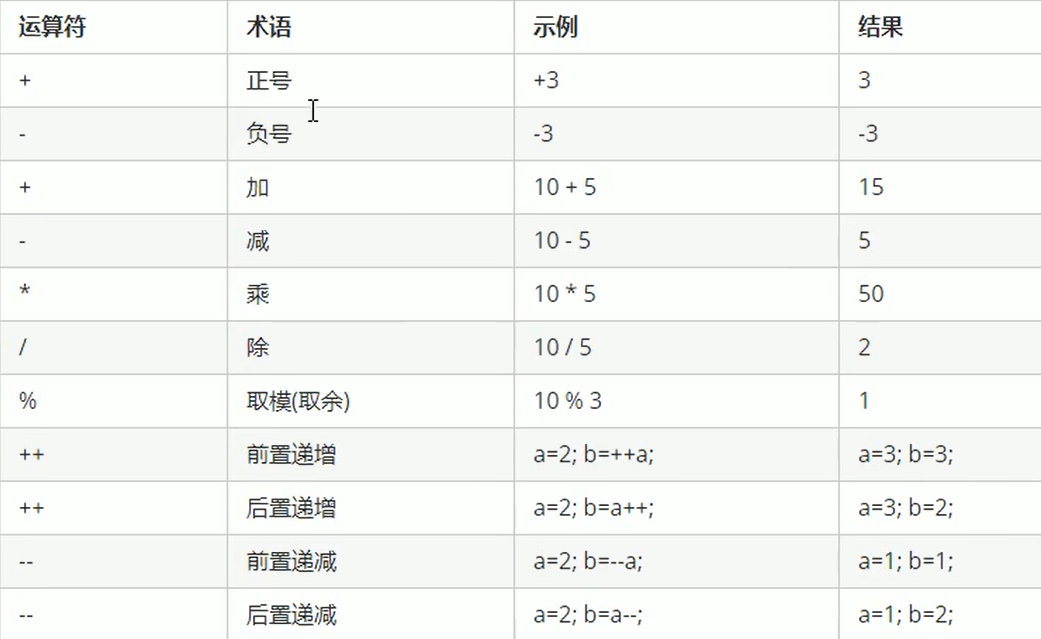 运算符 术语 示例 结果
+ 正号 +3 3
- 负号 -3 -3
+ 加 10 + 5 15
- 减 10 - 5 5
* 乘 10 * 5 50
/ 除 10 / 5 2
% 取模(取余) 10 % 3 1
++ 前置递增 a=2; b=++a; a=3; b=3;
++ 后置递增 a=2; b=a++; a=3; b=2;
-- 前置递减 a=2; b=--a; a=1; b=1;
-- 后置递减 a=2; b=a--; a=1; b=2;